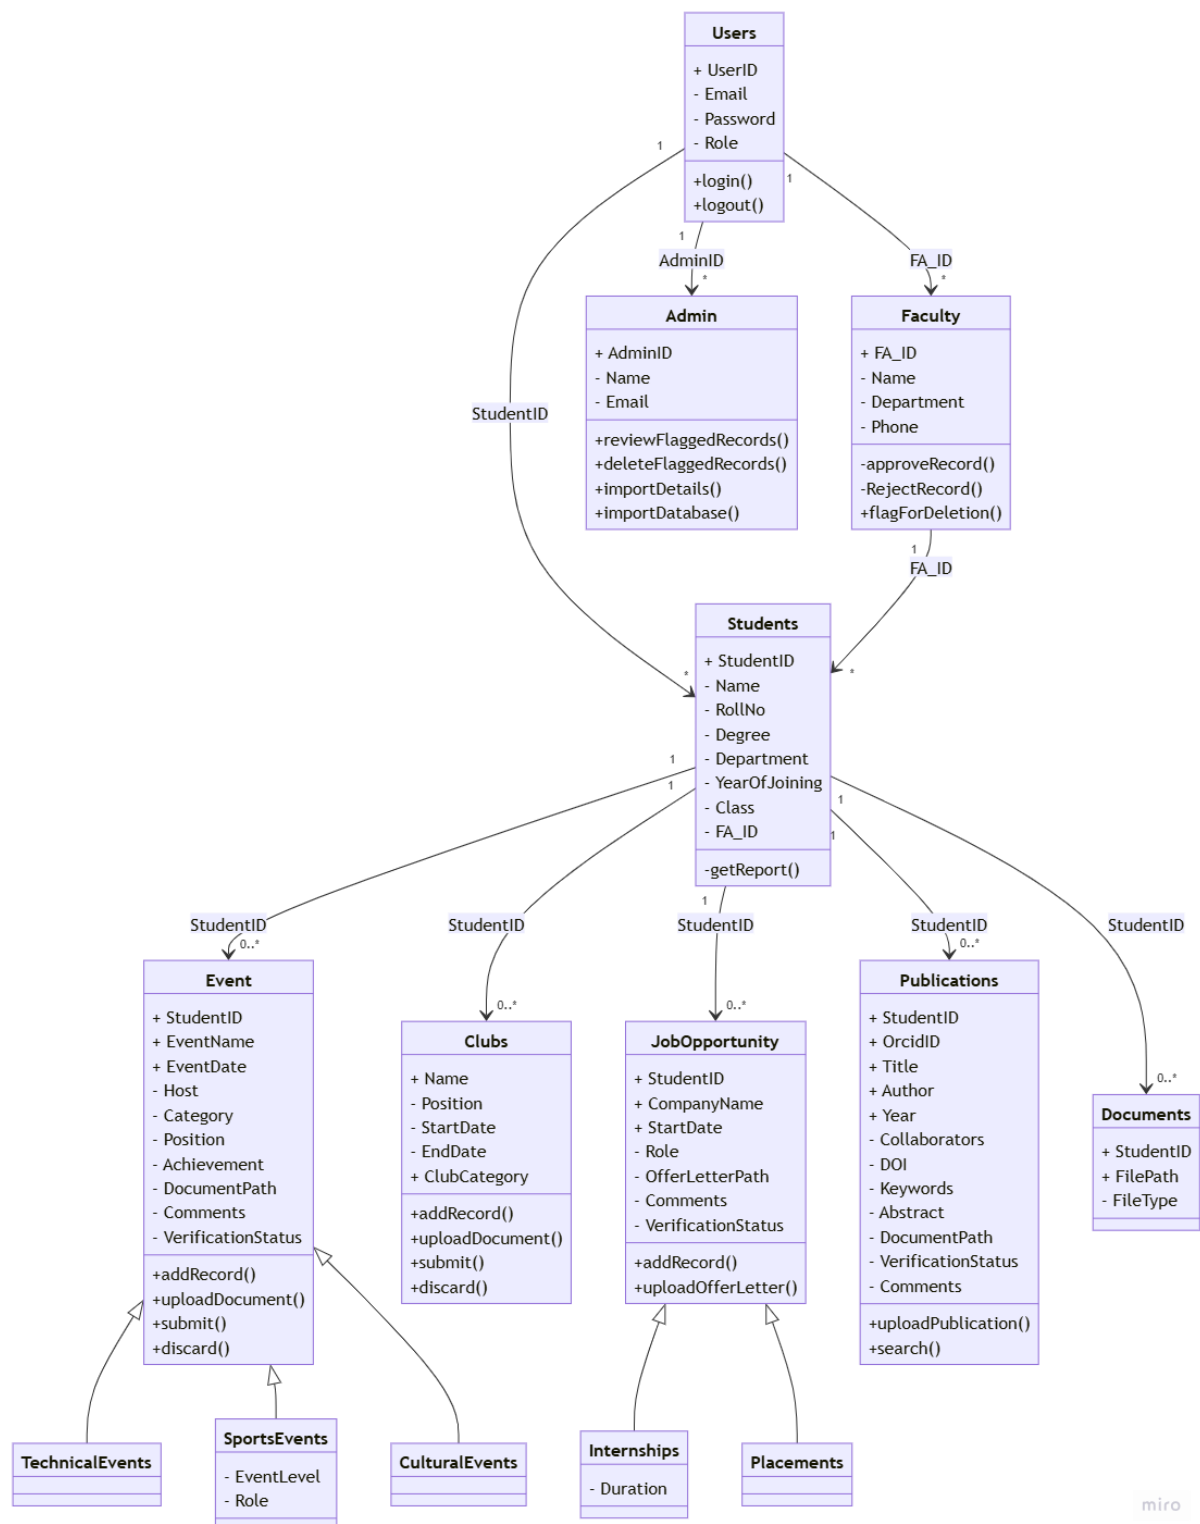 Users
+ UserID
- Email
- Password
- Role
+login()
+logout()
1
1
1
AdminID
*
FA_ID
*
StudentID
Admin
+ AdminID
- Name
- Email
+reviewFlaggedRecords()
+deleteFlaggedRecords()
+importDetails()
+importDatabase()
Faculty
+ FA_ID
- Name
- Department
- Phone
-approveRecord()
-RejectRecord()
+flagForDeletion()
1
FA_ID
*
*
Students
+ StudentID
- Name
- RollNo
- Degree
- Department
- YearOfJoining
- Class
- FA_ID
-getReport()
1
1
1
1
1
StudentID
0..*
StudentID
0..*
StudentID
0..*
StudentID
0..*
StudentID
0..*
Event
+ StudentID
+ EventName
+ EventDate
- Host
- Category
- Position
- Achievement
- DocumentPath
- Comments
- VerificationStatus
+addRecord()
+uploadDocument()
+submit()
+discard()
Clubs
+ Name
- Position
- StartDate
- EndDate
+ ClubCategory
+addRecord()
+uploadDocument()
+submit()
+discard()
JobOpportunity
+ StudentID
+ CompanyName
+ StartDate
- Role
- OfferLetterPath
- Comments
- VerificationStatus
+addRecord()
+uploadOfferLetter()
Publications
+ StudentID
+ OrcidID
+ Title
+ Author
+ Year
- Collaborators
- DOI
- Keywords
- Abstract
- DocumentPath
- VerificationStatus
- Comments
+uploadPublication()
+search()
Documents
+ StudentID
+ FilePath
- FileType
TechnicalEvents
SportsEvents
- EventLevel
- Role
CulturalEvents
Internships
- Duration
Placements
miro